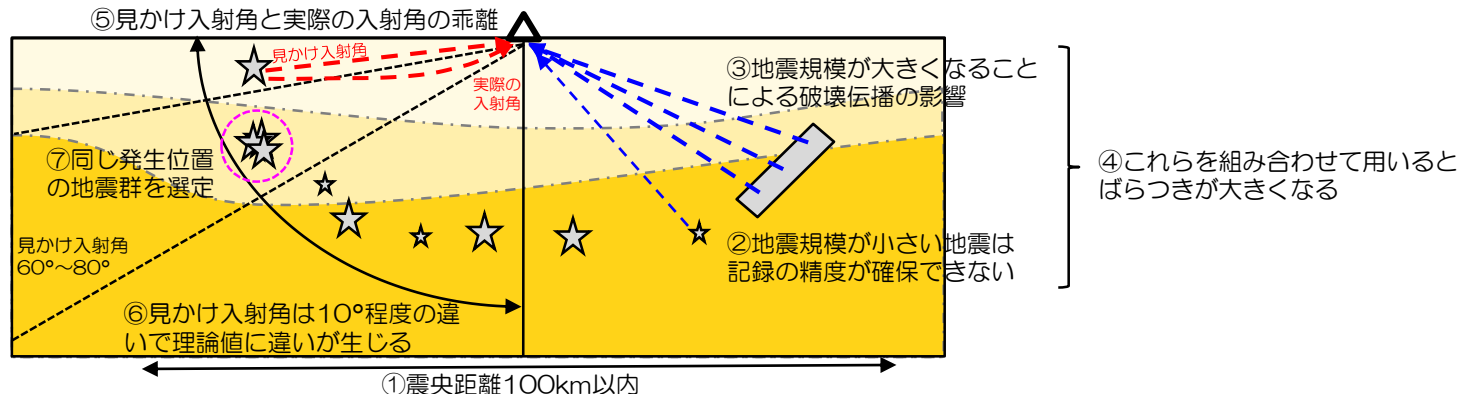 ⑤見かけ入射角と実際の入射角の乖離
見かけ入射角
実際の
入射角
③地震規模が大きくなること
による破壊伝播の影響
⑦同じ発生位置
の地震群を選定
④これらを組み合わせて用いると
ばらつきが大きくなる
見かけ入射角
60°～80°
②地震規模が小さい地震は
記録の精度が確保できない
⑥見かけ入射角は10°程度の違
いで理論値に違いが生じる
①震央距離100km以内